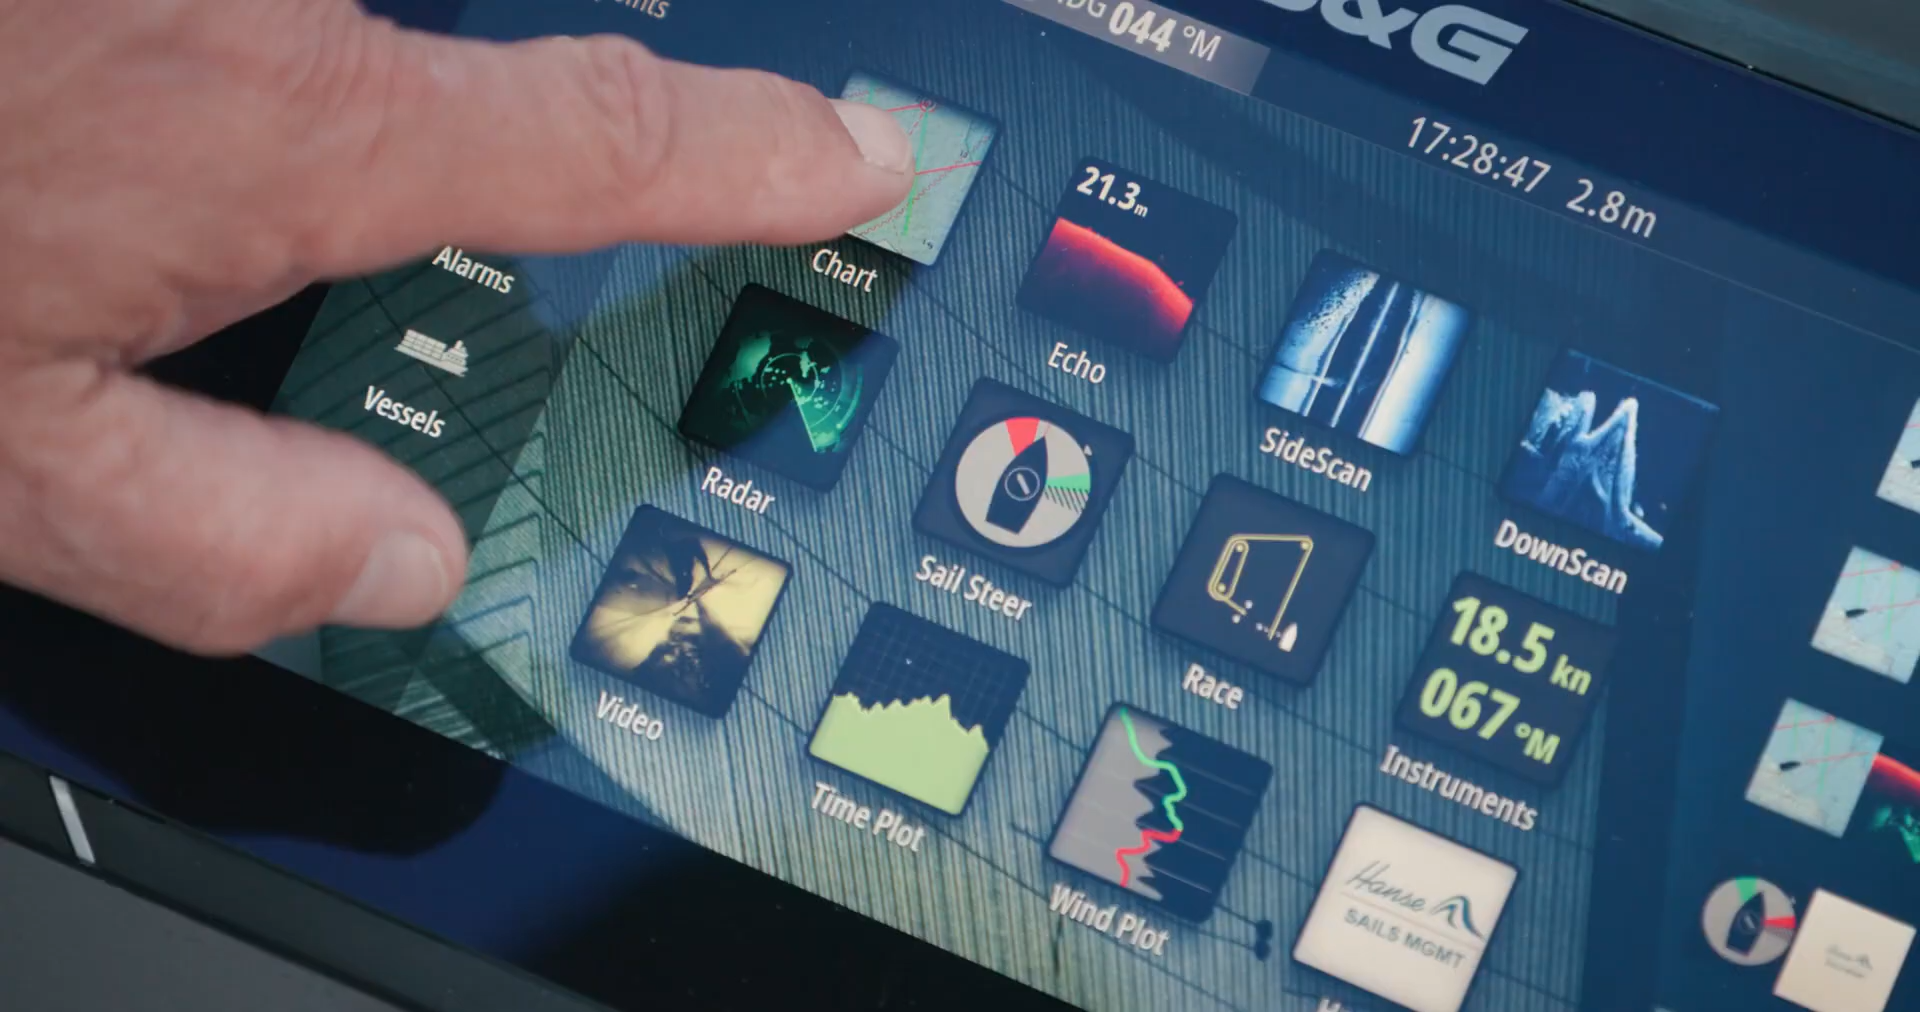 HDG 044 °M
B&G
17:28:47 2.8m
Alarms
Vessels
Chart
21.3m
Echo
SideScan
DownScan
Radar
Sail Steer
Race
18.5 kn
067 °M
Instruments
Video
Time Plot
Wind Plot
Hanse
SAILS MGMT